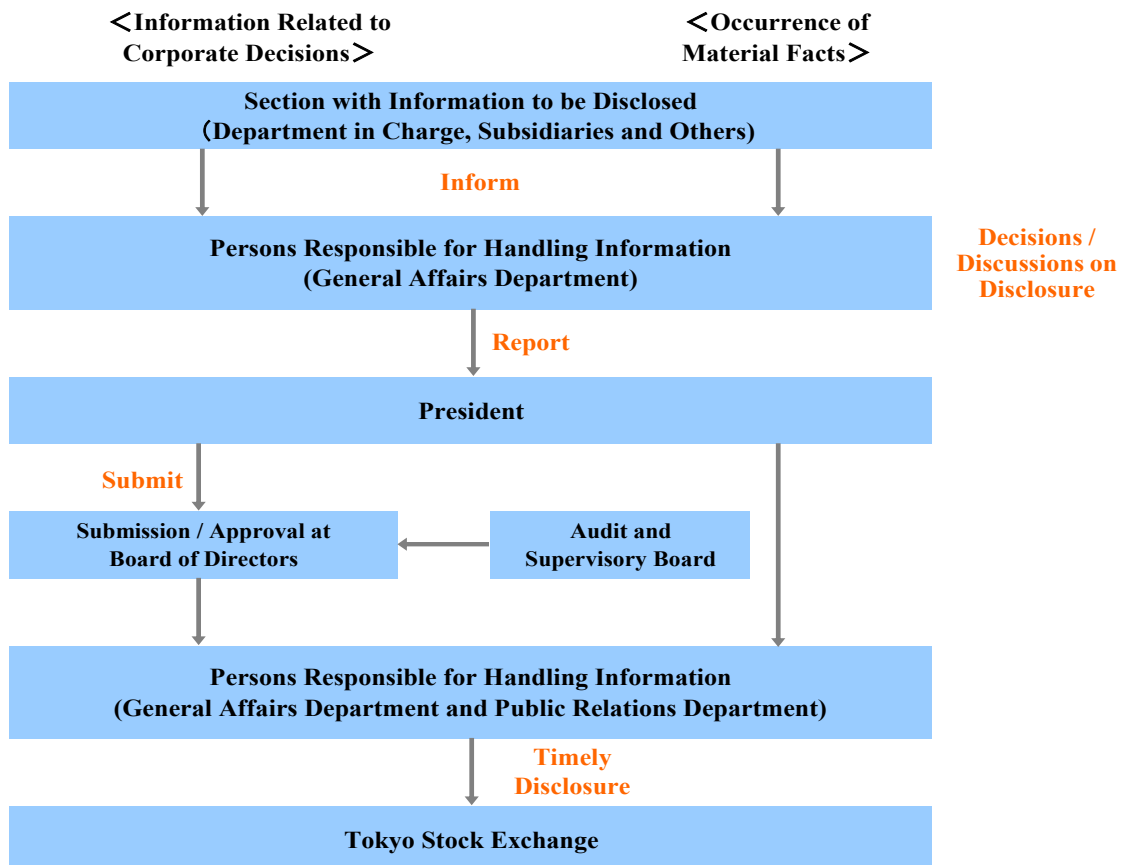 ＜Information Related to
Corporate Decisions＞
＜Occurrence of
Material Facts＞
Section with Information to be Disclosed
（Department in Charge, Subsidiaries and Others)
Inform
Persons Responsible for Handling Information
(General Affairs Department)
Decisions /
Discussions on
Disclosure
Report
President
Submit
Submission / Approval at
Board of Directors
Audit and
Supervisory Board
Persons Responsible for Handling Information
(General Affairs Department and Public Relations Department)
Timely
Disclosure
Tokyo Stock Exchange